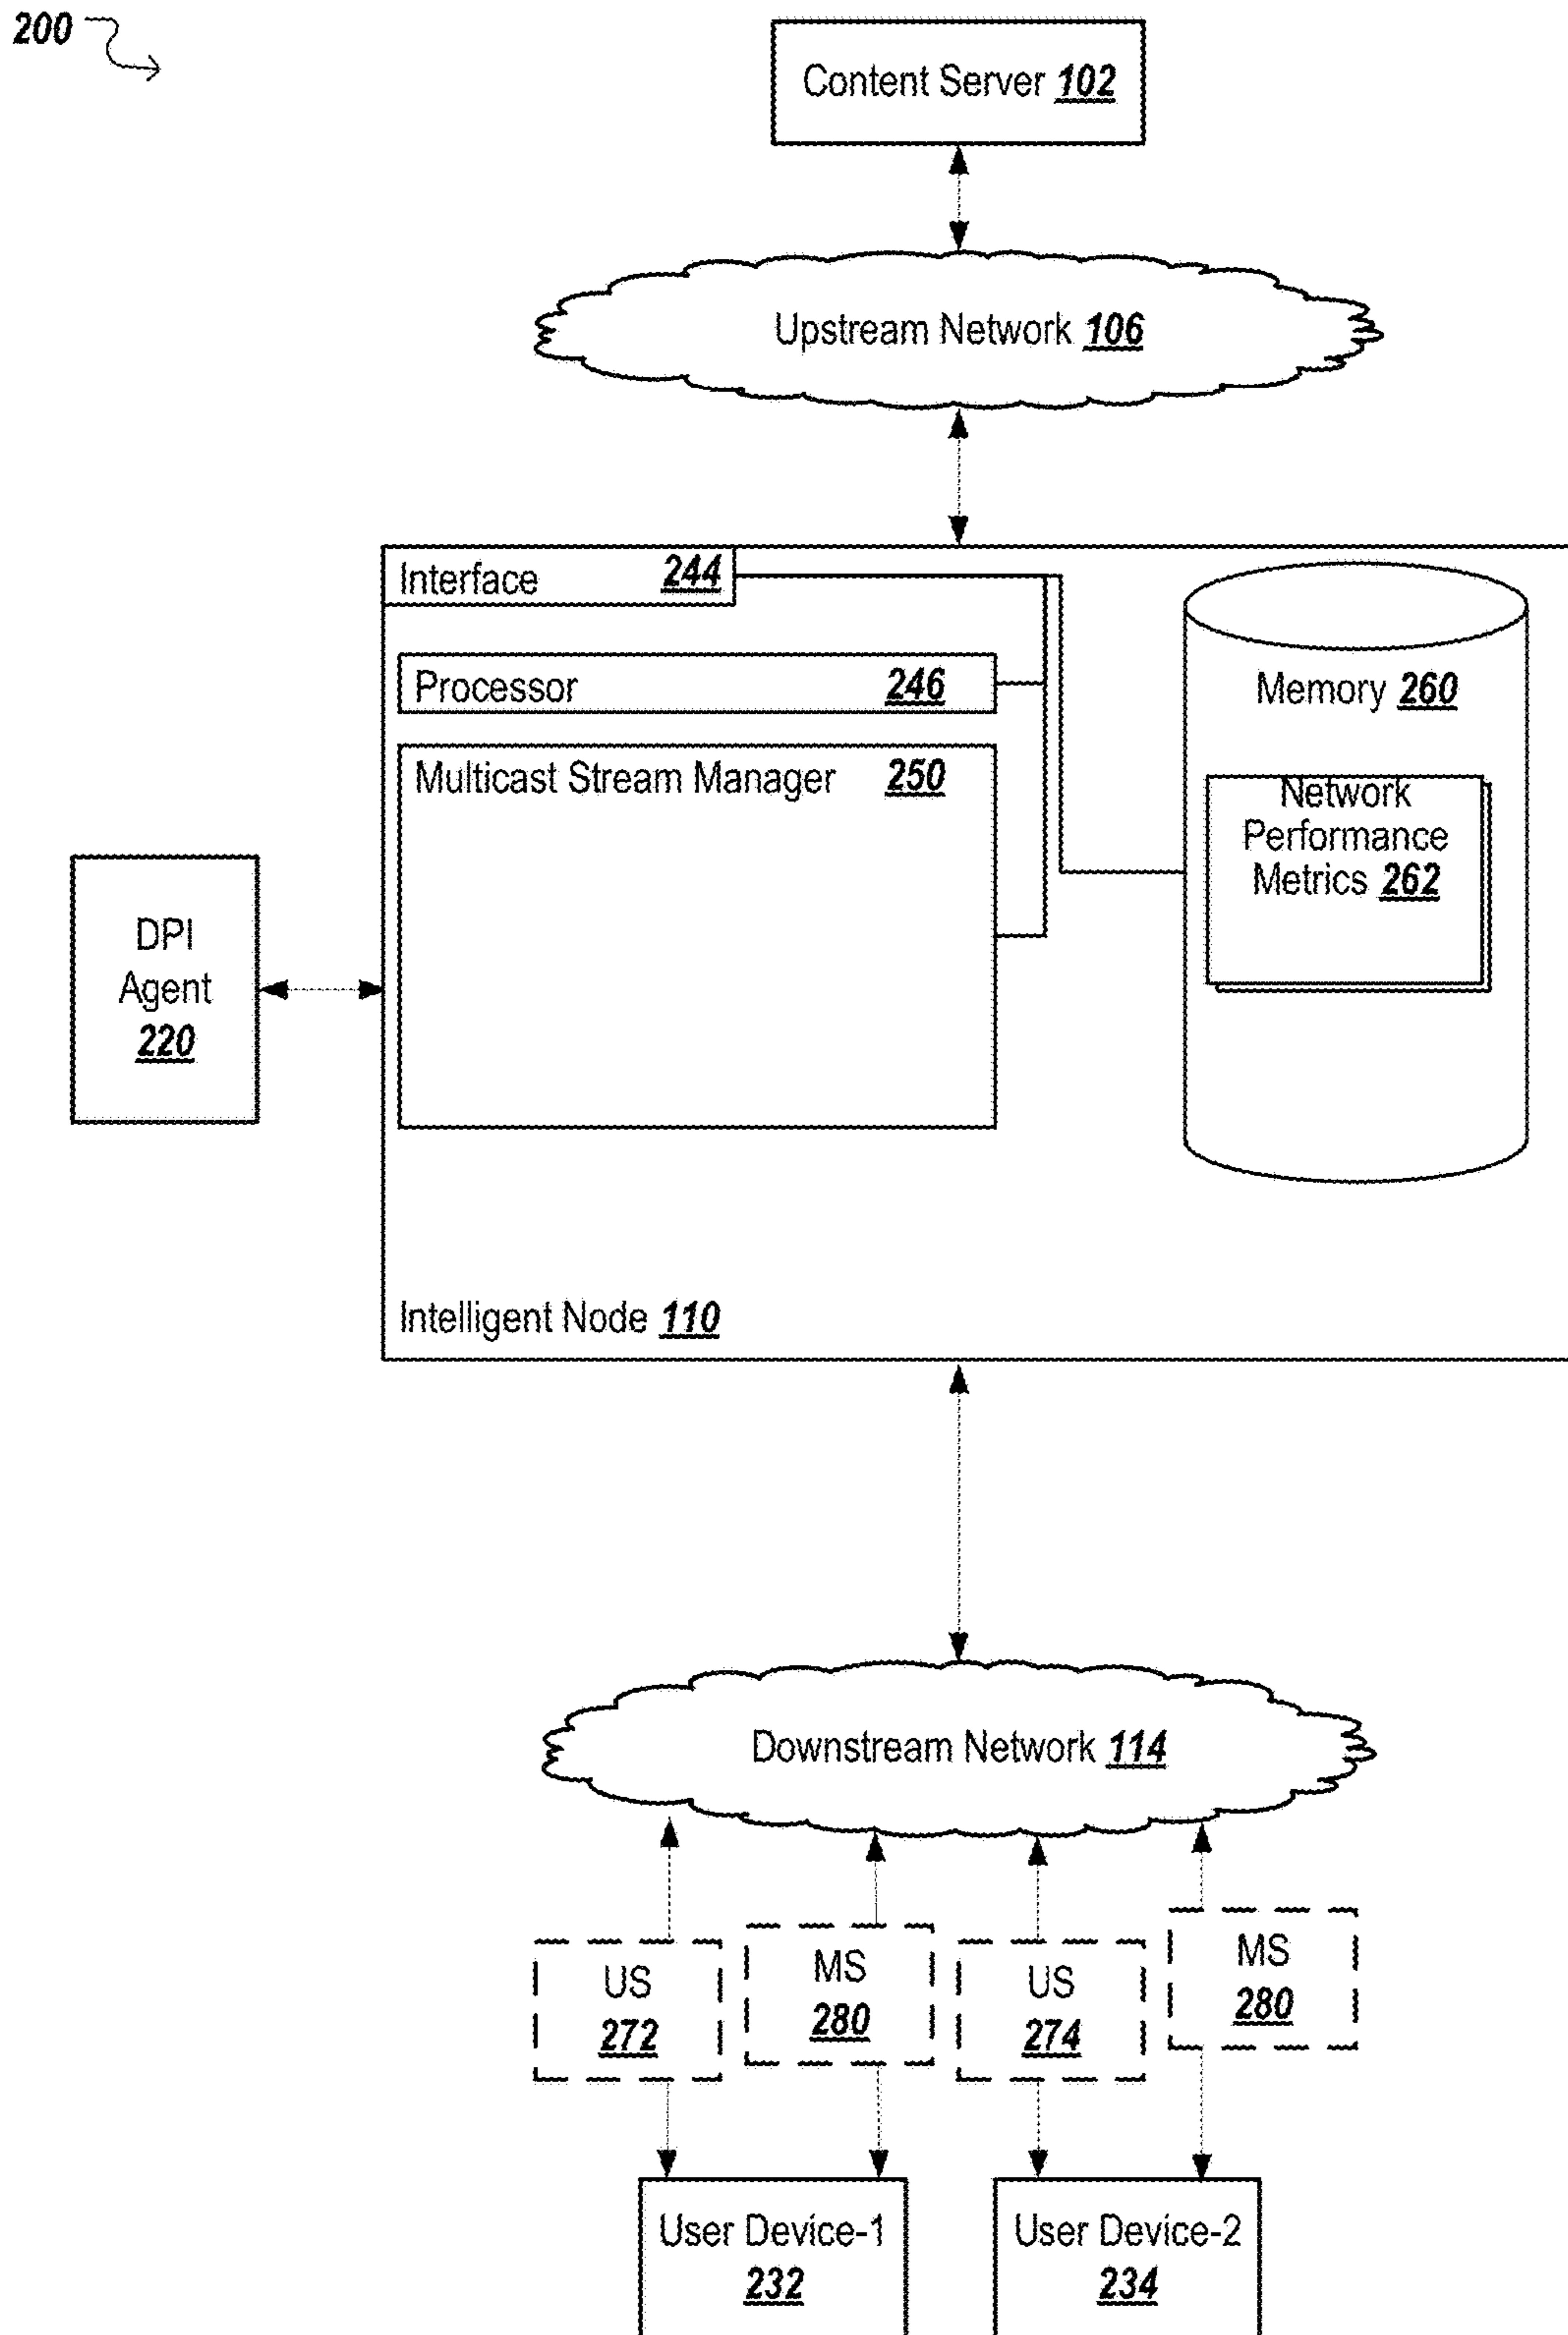 200
Content Server 102
Upstream Network 106
Interface 244
Processor 246
Memory 260
Multicast Stream Manager 250
Network
Performance
Metrics 262
DPI
Agent
220
Intelligent Node 110
Downstream Network 114
US
272
MS
280
US
274
MS
280
User Device-1
232
User Device-2
234